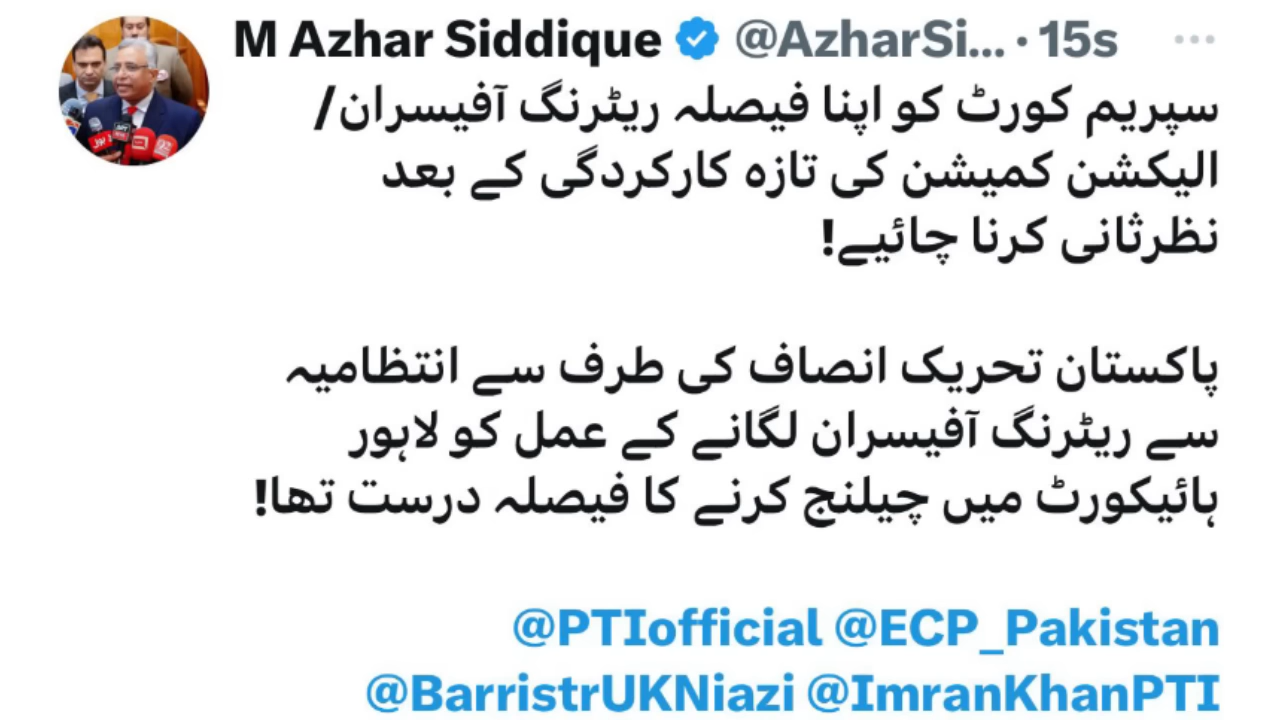 M Azhar Siddique @AzharSi... · 15s
سپریم کورٹ کو اپنا فیصلہ ریٹرنگ آفیسران/
الیکشن کمیشن کی تازہ کارکردگی کے بعد
نظرثانی کرنا چائیے!
پاکستان تحریک انصاف کی طرف سے انتظامیہ
سے ریٹرنگ آفیسران لگانے کے عمل کو لاہور
ہائیکورٹ میں چیلنج کرنے کا فیصلہ درست تھا!
@PTIofficial @ECP_Pakistan
@BarristrUKNiazi @ImranKhanPTI